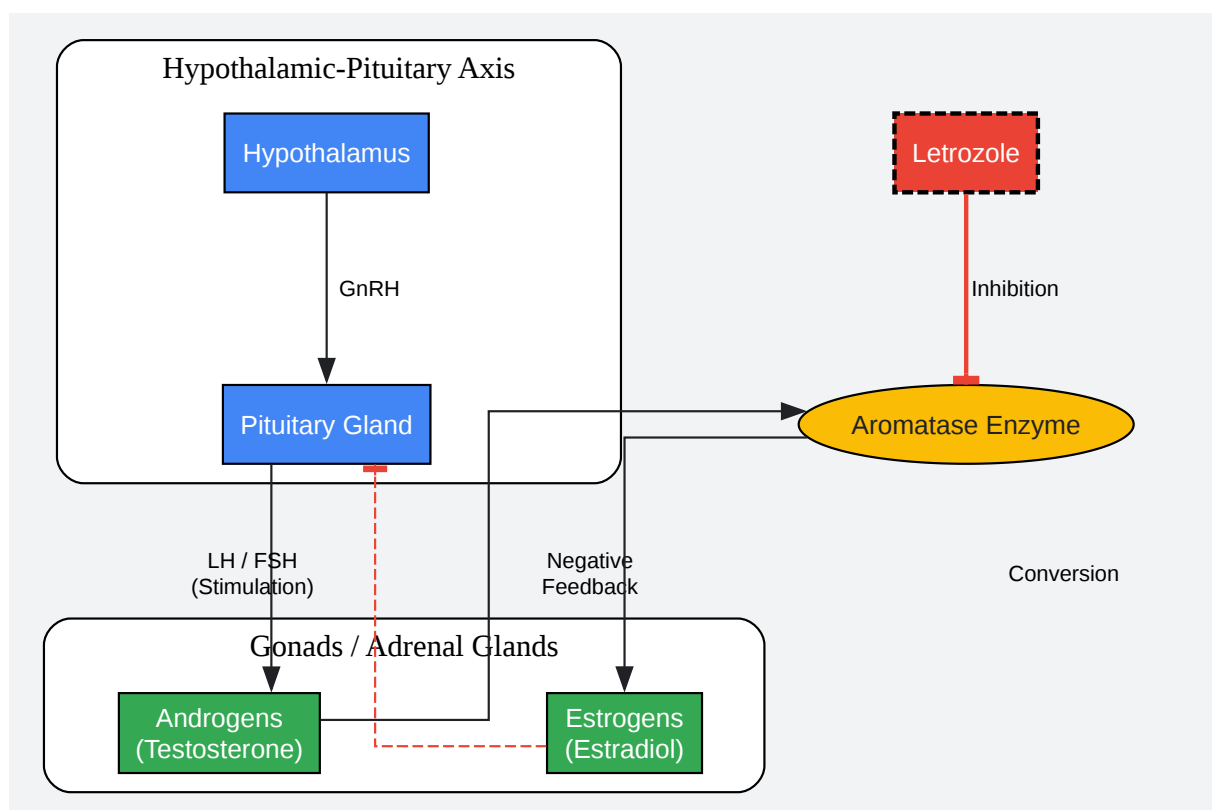 Hypothalamic-Pituitary Axis
Hypothalamus
Letrozole
GnRH
Inhibition
Pituitary Gland
Aromatase Enzyme
LH / FSH
(Stimulation)
Negative
Feedback
Conversion
Gonads / Adrenal Glands
Androgens
(Testosterone)
Estrogens
(Estradiol)